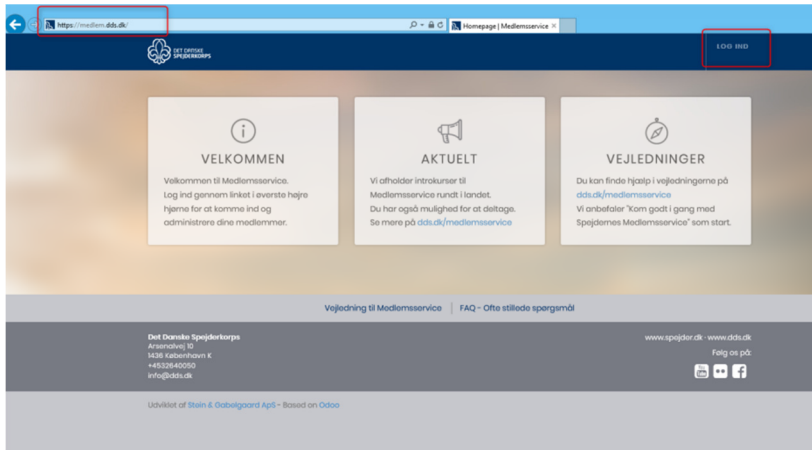 https://medlem.dds.dk/
Homepage | Medlemsservice
DET DANSKE
SPEJDERKORPS
LOG IND
VELKOMMEN
Velkommen til Medlemsservice.
Log ind gennem linket i øverste højre
hjørne for at komme ind og
administrere dine medlemmer.
AKTUELT
Vi afholder introkurser til
Medlemsservice rundt i landet.
Du har også mulighed for at deltage.
Se mere på dds.dk/medlemsservice
VEJLEDNINGER
Du kan finde hjælp i vejledningerne på
dds.dk/medlemsservice
Vi anbefaler "Kom godt i gang med
Spejdernes Medlemsservice" som start.
Vejledning til Medlemsservice | FAQ - Ofte stillede spørgsmål
Det Danske Spejderkorps
Arsenalvej 10
1436 København K
+4532640050
info@dds.dk
www.spejder.dk · www.dds.dk
Følg os på:
You Tube
Udviklet af Stein & Gabelgaard ApS - Based on Odoo